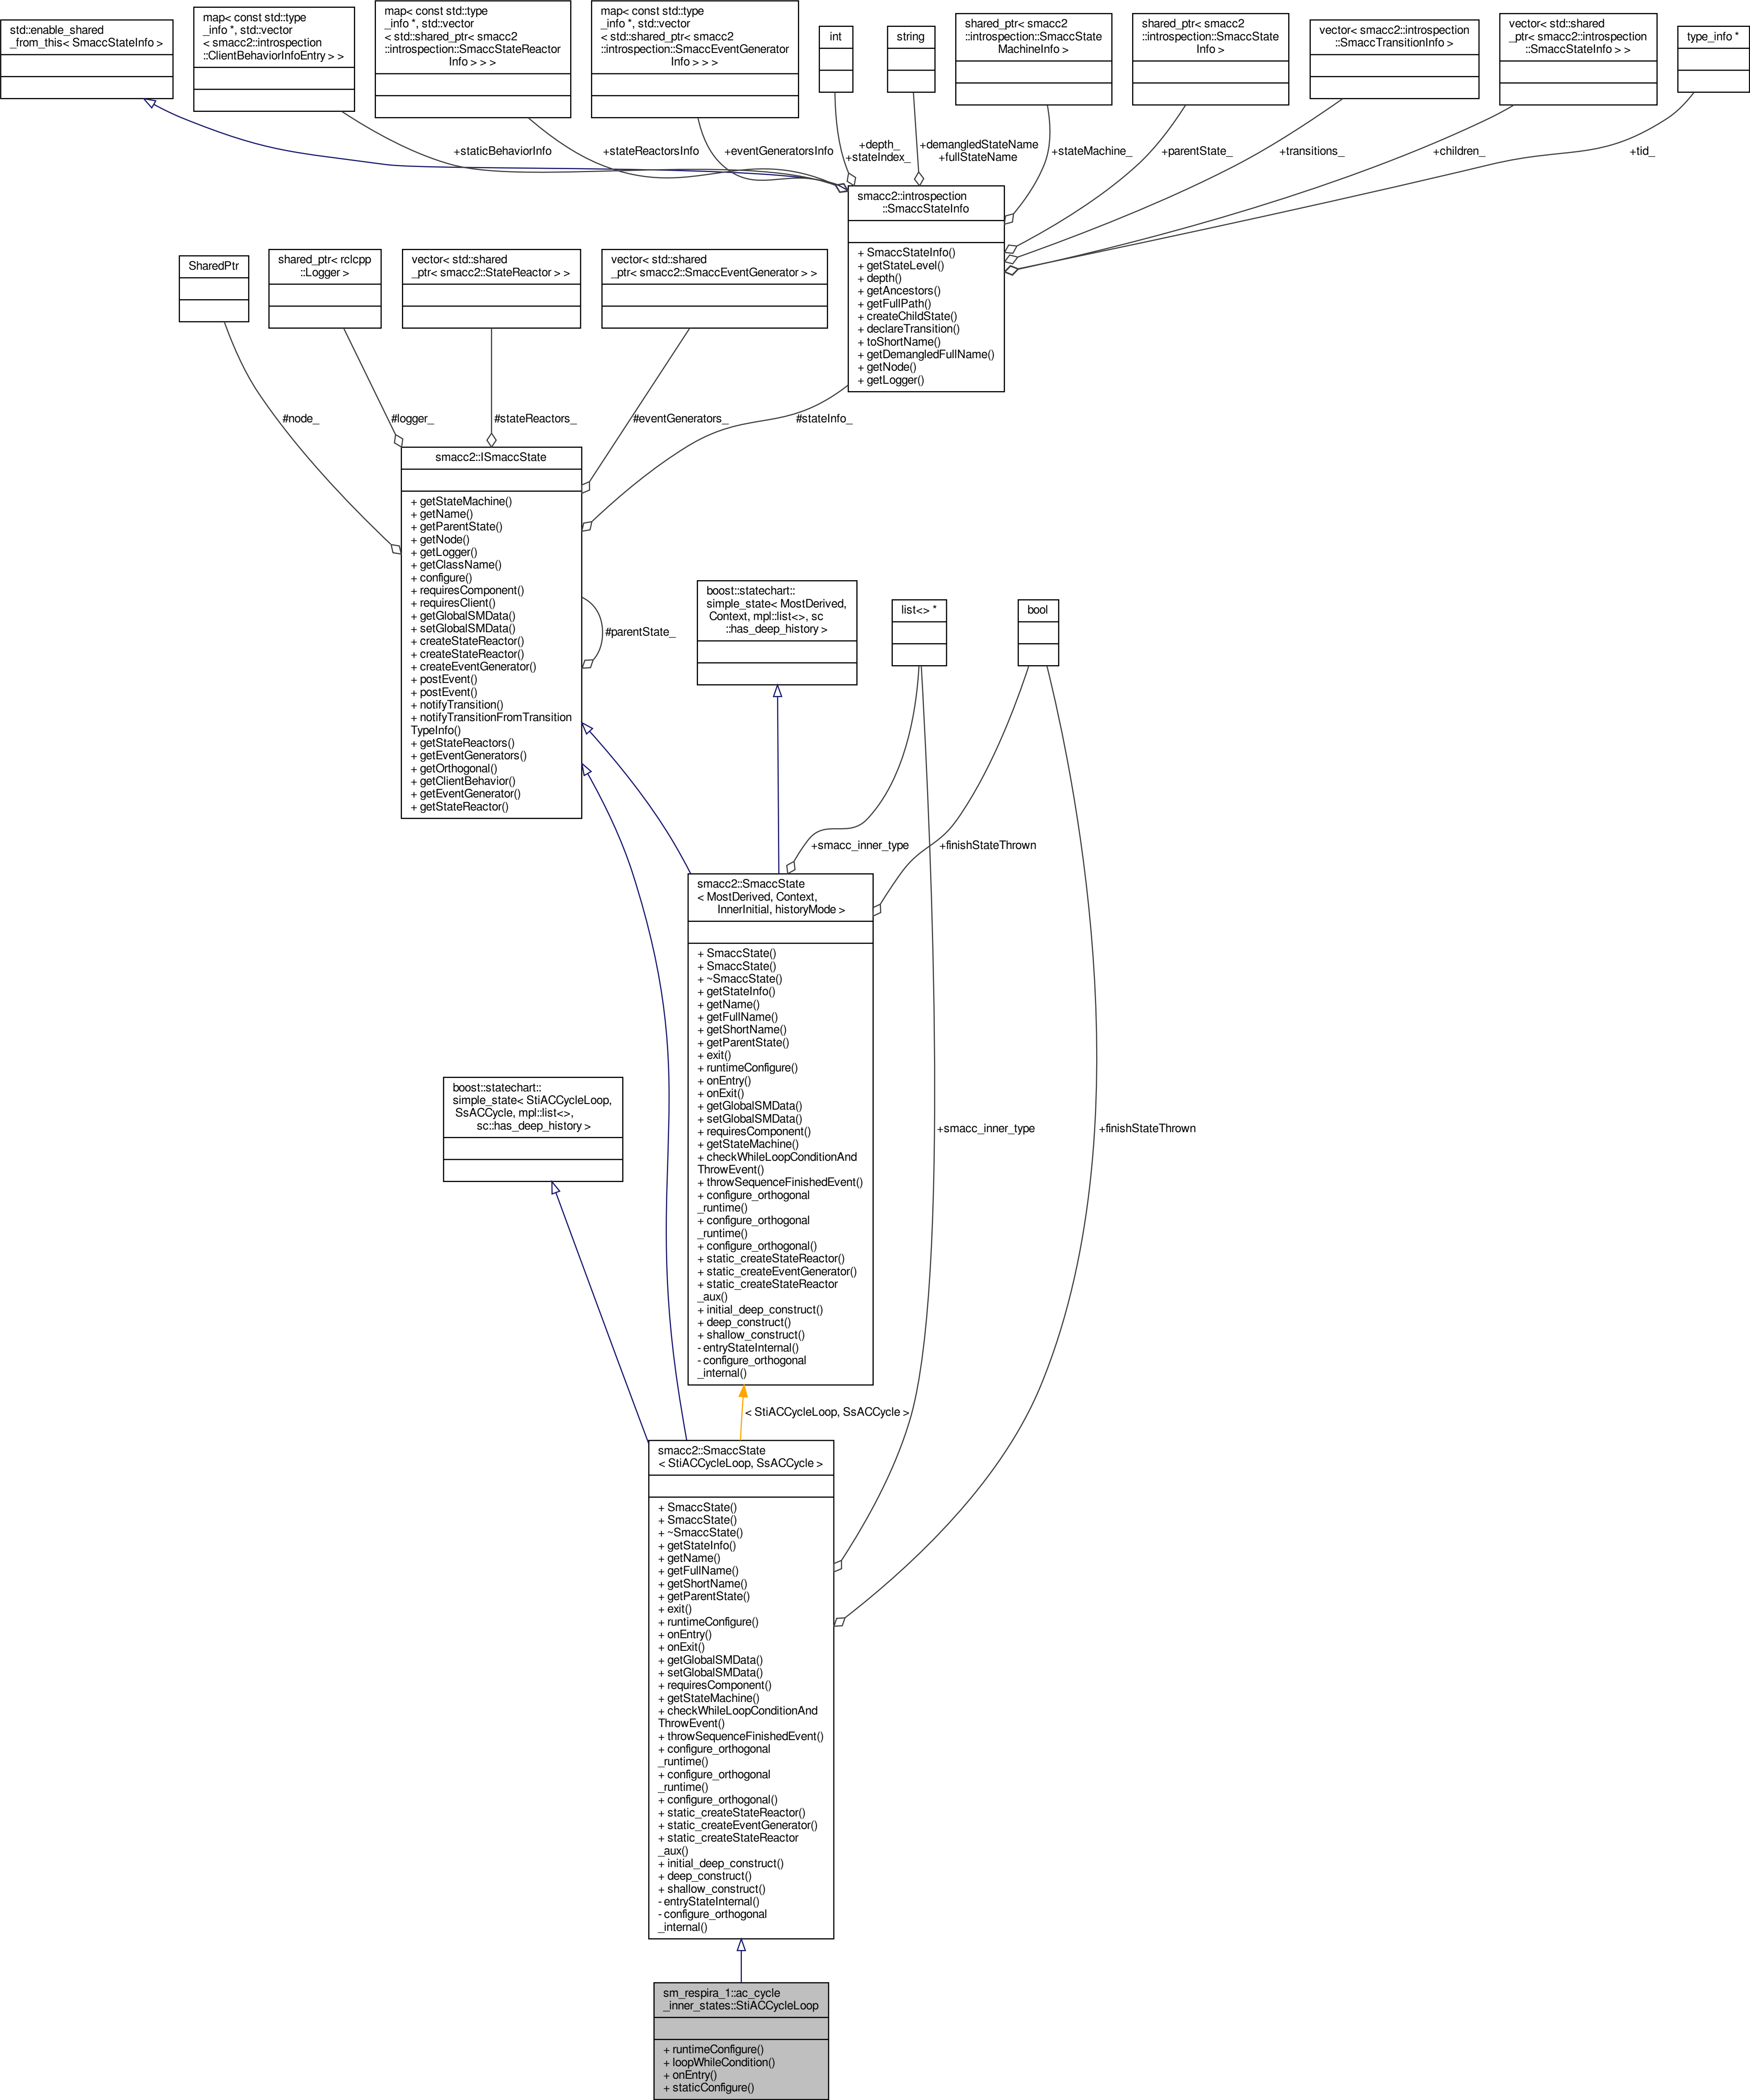 std::enable_shared
_from_this< SmaccStateInfo >
map< const std::type
_info *, std::vector
< smacc2::introspection
::ClientBehaviorInfoEntry > >
map< const std::type
_info *, std::vector
< std::shared_ptr< smacc2
::introspection::SmaccStateReactor
Info > > >
map< const std::type
_info *, std::vector
< std::shared_ptr< smacc2
::introspection::SmaccEventGenerator
Info > > >
int
string
shared_ptr< smacc2
::introspection::SmaccState
MachineInfo >
shared_ptr< smacc2
::introspection::SmaccState
Info >
vector< smacc2::introspection
::SmaccTransitionInfo >
vector< std::shared
_ptr< smacc2::introspection
::SmaccStateInfo > >
type_info *
+staticBehaviorInfo
+stateReactorsInfo
+eventGeneratorsInfo
+depth_
+stateIndex_
+demangledStateName
+fullStateName
+stateMachine_
+parentState_
+transitions_
+children_
+tid_
smacc2::introspection
::SmaccStateInfo
+ SmaccStateInfo()
+ getStateLevel()
+ depth()
+ getAncestors()
+ getFullPath()
+ createChildState()
+ declareTransition()
+ toShortName()
+ getDemangledFullName()
+ getNode()
+ getLogger()
SharedPtr
shared_ptr< rclcpp
::Logger >
vector< std::shared
_ptr< smacc2::StateReactor > >
vector< std::shared
_ptr< smacc2::SmaccEventGenerator > >
#node_
#logger_
#stateReactors_
#eventGenerators_
#stateInfo_
smacc2::ISmaccState
+ getStateMachine()
+ getName()
+ getParentState()
+ getNode()
+ getLogger()
+ getClassName()
+ configure()
+ requiresComponent()
+ requiresClient()
+ getGlobalSMData()
+ setGlobalSMData()
+ createStateReactor()
+ createStateReactor()
+ createEventGenerator()
+ postEvent()
+ postEvent()
+ notifyTransition()
+ notifyTransitionFromTransition
TypeInfo()
+ getStateReactors()
+ getEventGenerators()
+ getOrthogonal()
+ getClientBehavior()
+ getEventGenerator()
+ getStateReactor()
#parentState_
boost::statechart::
simple_state< MostDerived,
Context, mpl::list<>, sc
::has_deep_history >
list<> *
bool
+smacc_inner_type
+finishStateThrown
smacc2::SmaccState
< MostDerived, Context,
InnerInitial, historyMode >
+ SmaccState()
+ SmaccState()
+ ~SmaccState()
+ getStateInfo()
+ getName()
+ getFullName()
+ getShortName()
+ getParentState()
+ exit()
+ runtimeConfigure()
+ onEntry()
+ onExit()
+ getGlobalSMData()
+ setGlobalSMData()
+ requiresComponent()
+ getStateMachine()
+ checkWhileLoopConditionAnd
ThrowEvent()
+ throwSequenceFinishedEvent()
+ configure_orthogonal
_runtime()
+ configure_orthogonal
_runtime()
+ configure_orthogonal()
+ static_createStateReactor()
+ static_createEventGenerator()
+ static_createStateReactor
_aux()
+ initial_deep_construct()
+ deep_construct()
+ shallow_construct()
- entryStateInternal()
- configure_orthogonal
_internal()
boost::statechart::
simple_state< StiACCycleLoop,
SsACCycle, mpl::list<>,
sc::has_deep_history >
+smacc_inner_type
+finishStateThrown
< StiACCycleLoop, SsACCycle >
smacc2::SmaccState
< StiACCycleLoop, SsACCycle >
+ SmaccState()
+ SmaccState()
+ ~SmaccState()
+ getStateInfo()
+ getName()
+ getFullName()
+ getShortName()
+ getParentState()
+ exit()
+ runtimeConfigure()
+ onEntry()
+ onExit()
+ getGlobalSMData()
+ setGlobalSMData()
+ requiresComponent()
+ getStateMachine()
+ checkWhileLoopConditionAnd
ThrowEvent()
+ throwSequenceFinishedEvent()
+ configure_orthogonal
_runtime()
+ configure_orthogonal
_runtime()
+ configure_orthogonal()
+ static_createStateReactor()
+ static_createEventGenerator()
+ static_createStateReactor
_aux()
+ initial_deep_construct()
+ deep_construct()
+ shallow_construct()
- entryStateInternal()
- configure_orthogonal
_internal()
sm_respira_1::ac_cycle
_inner_states::StiACCycleLoop
+ runtimeConfigure()
+ loopWhileCondition()
+ onEntry()
+ staticConfigure()